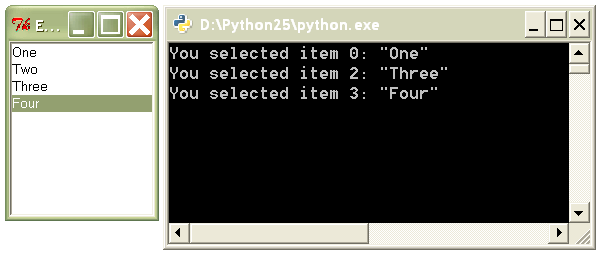 E...
One
Two
Three
Four
D:\Python25\python.exe
You selected item 0: "One"
You selected item 2: "Three"
You selected item 3: "Four"